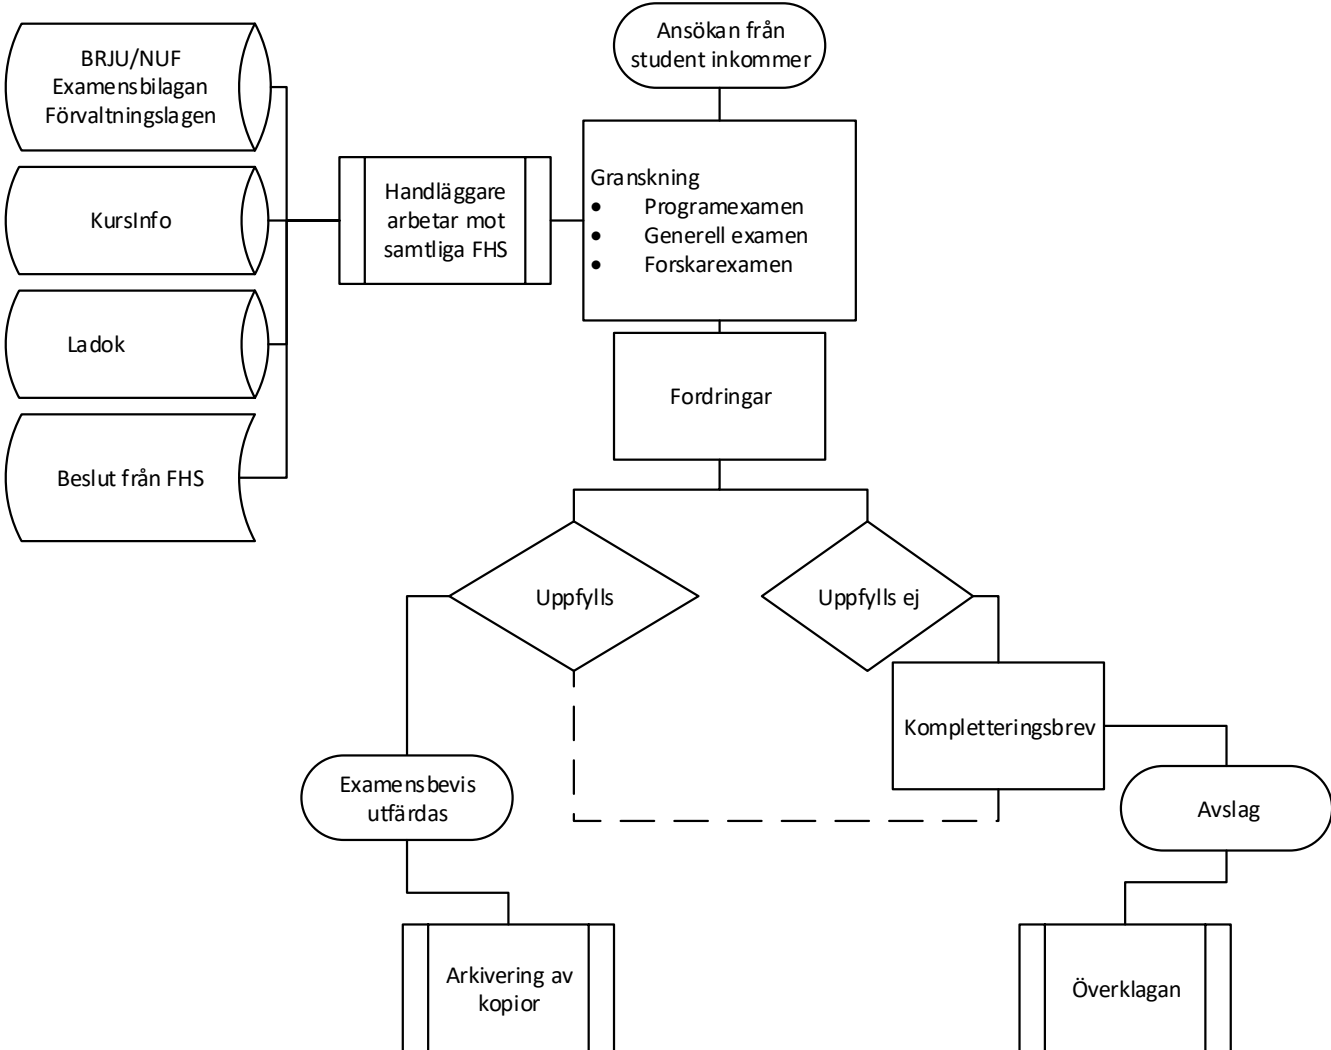 Ansökan från
student inkommer
BRJU/NUF
Examensbilagan
Förvaltningslagen
KursInfo
Ladok
Beslut från FHS
Handläggare
arbetar mot
samtliga FHS
Granskning
• Programexamen
• Generell examen
• Forskarexamen
Fordringar
Uppfylls
Uppfylls ej
Kompletteringsbrev
Examensbevis
utfärdas
Avslag
Arkivering av
kopior
Överklagan